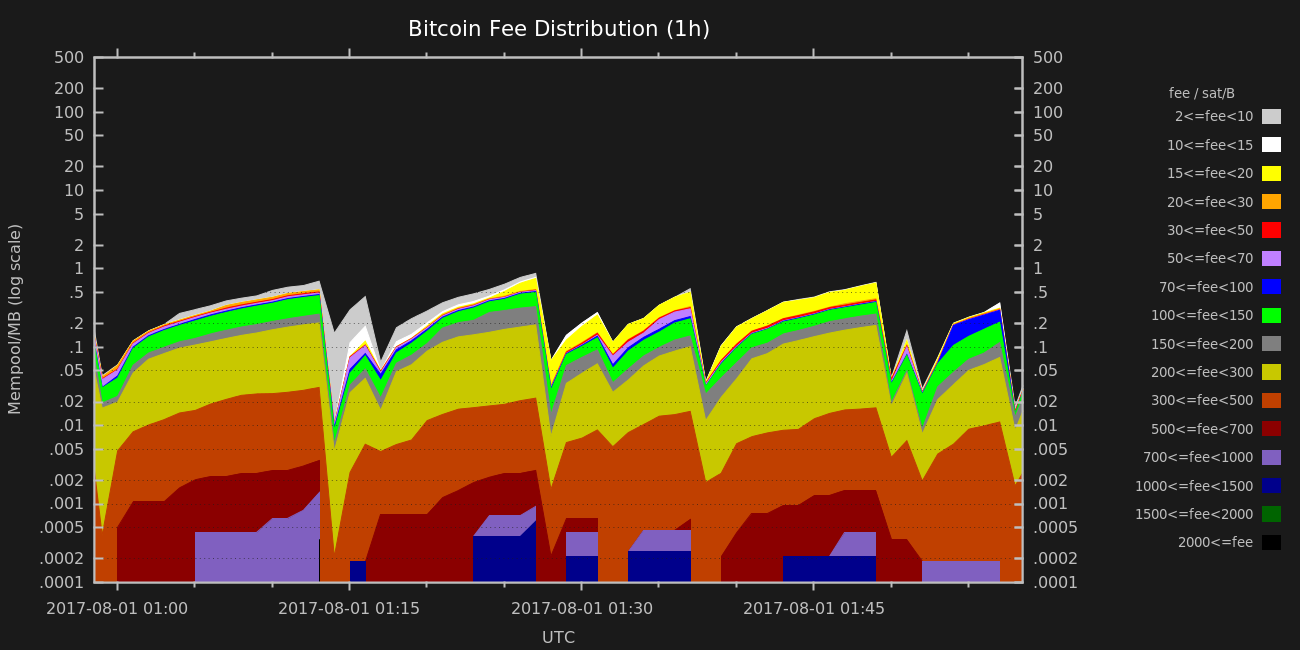 Bitcoin Fee Distribution (1h)
500
200
100
50
20
10
5
2
1
.5
.2
.1
.05
.02
.01
.005
.002
.001
.0005
.0002
.0001
Mempool/MB (log scale)
500
200
100
50
20
10
5
2
1
.5
.2
.1
.05
.02
.01
.005
.002
.001
.0005
.0002
.0001
2017-08-01 01:00
2017-08-01 01:15
2017-08-01 01:30
2017-08-01 01:45
UTC
fee / sat/B
2<=fee<10
10<=fee<15
15<=fee<20
20<=fee<30
30<=fee<50
50<=fee<70
70<=fee<100
100<=fee<150
150<=fee<200
200<=fee<300
300<=fee<500
500<=fee<700
700<=fee<1000
1000<=fee<1500
1500<=fee<2000
2000<=fee